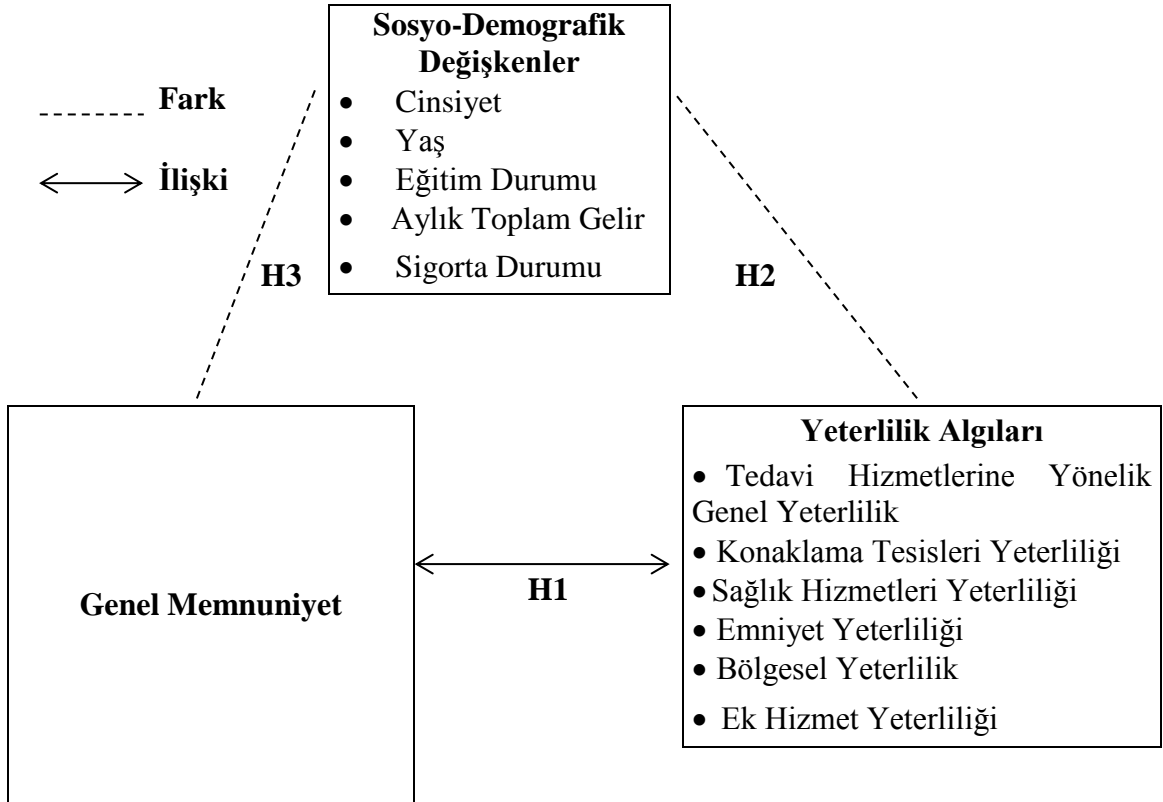 Sosyo-Demografik
Değişkenler
• Cinsiyet
• Yaş
• Eğitim Durumu
• Aylık Toplam Gelir
• Sigorta Durumu
Fark
İlişki
H3
H2
Genel Memnuniyet
H1
Yeterlilik Algıları
• Tedavi Hizmetlerine Yönelik
Genel Yeterlilik
• Konaklama Tesisleri Yeterliliği
• Sağlık Hizmetleri Yeterliliği
• Emniyet Yeterliliği
• Bölgesel Yeterlilik
• Ek Hizmet Yeterliliği